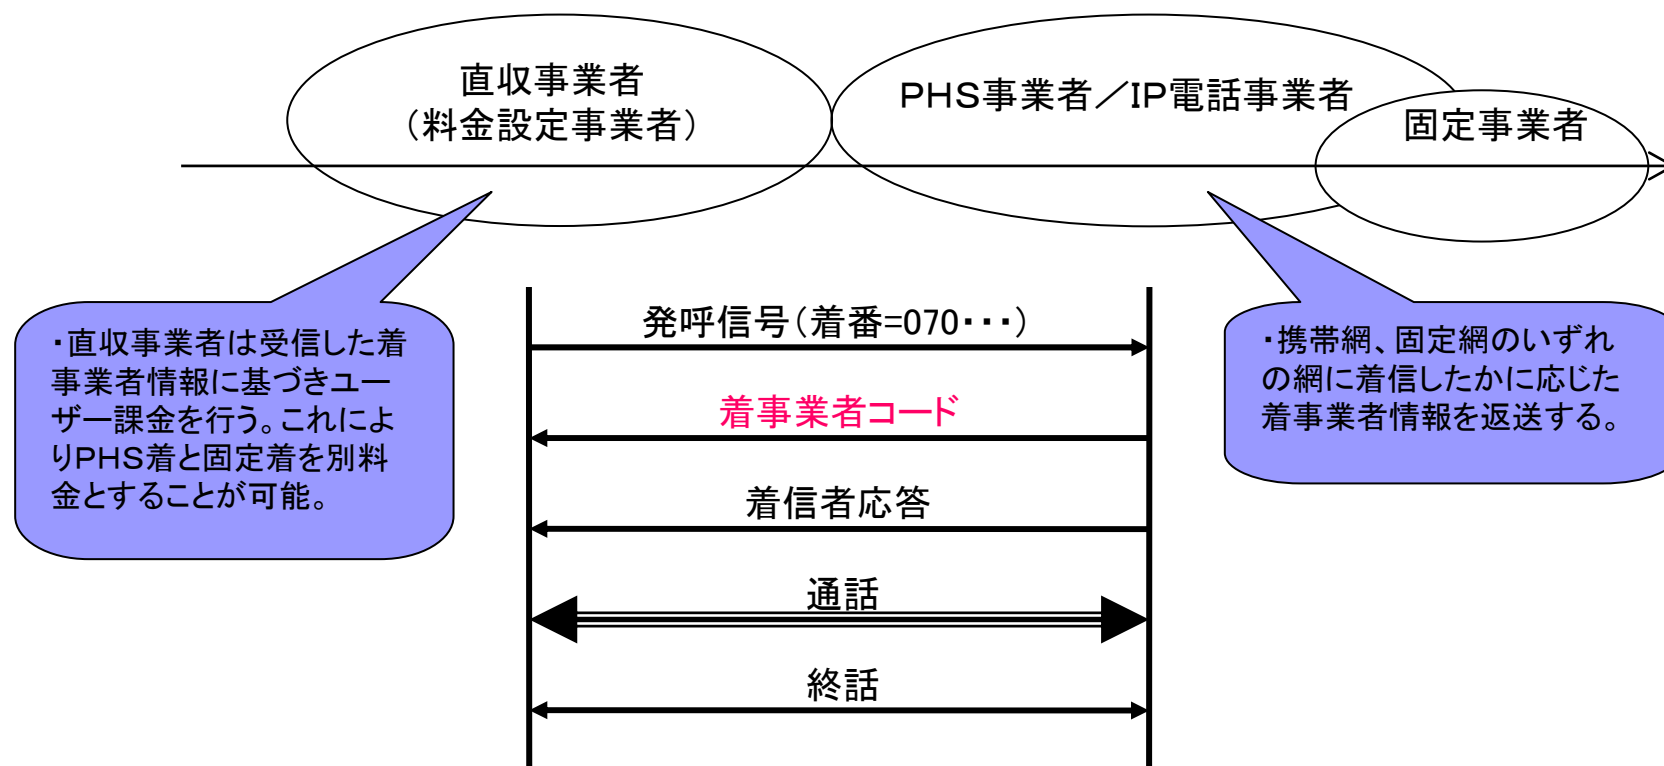 直収事業者
（料金設定事業者）
PHS事業者／IP電話事業者
固定事業者
・直収事業者は受信した着
事業者情報に基づきユー
ザー課金を行う。これによ
りPHS着と固定着を別料
金とすることが可能。
発呼信号（着番=070・・・）
着事業者コード
着信者応答
通話
終話
・携帯網、固定網のいずれ
の網に着信したかに応じた
着事業者情報を返送する。